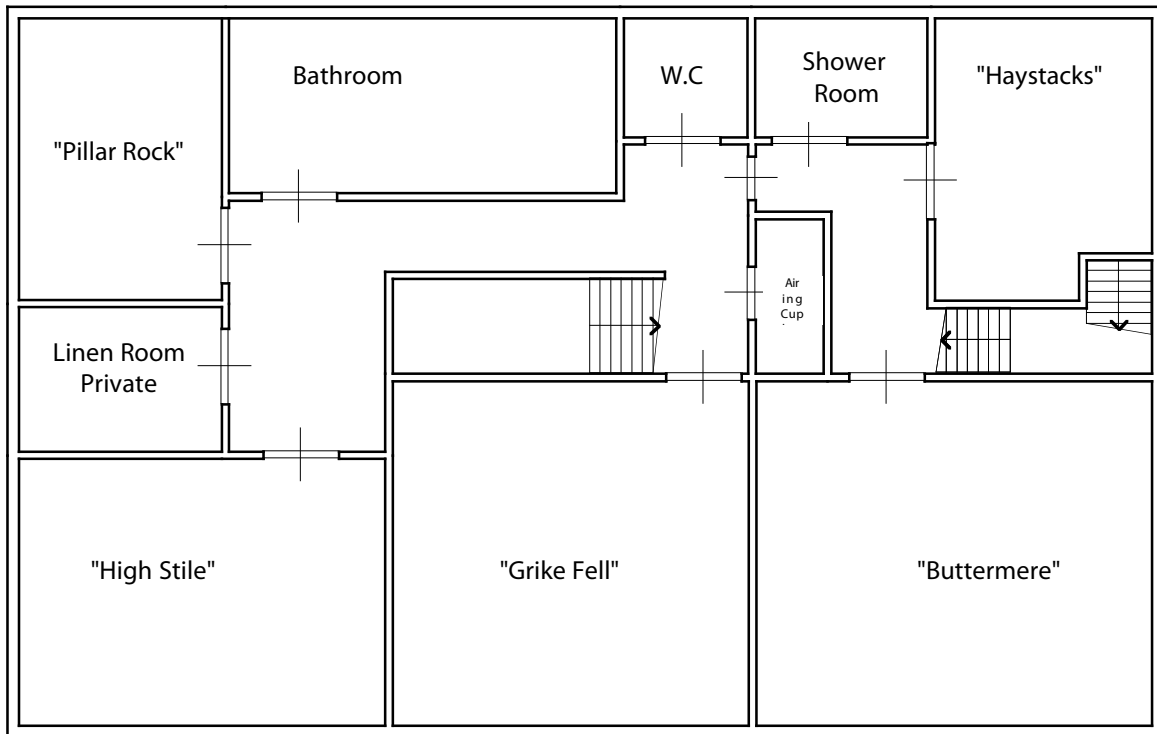 Bathroom
W.C
Shower
Room
"Haystacks"
"Pillar Rock"
Linen Room
Private
Air
ing
Cup
"High Stile"
"Grike Fell"
"Buttermere"